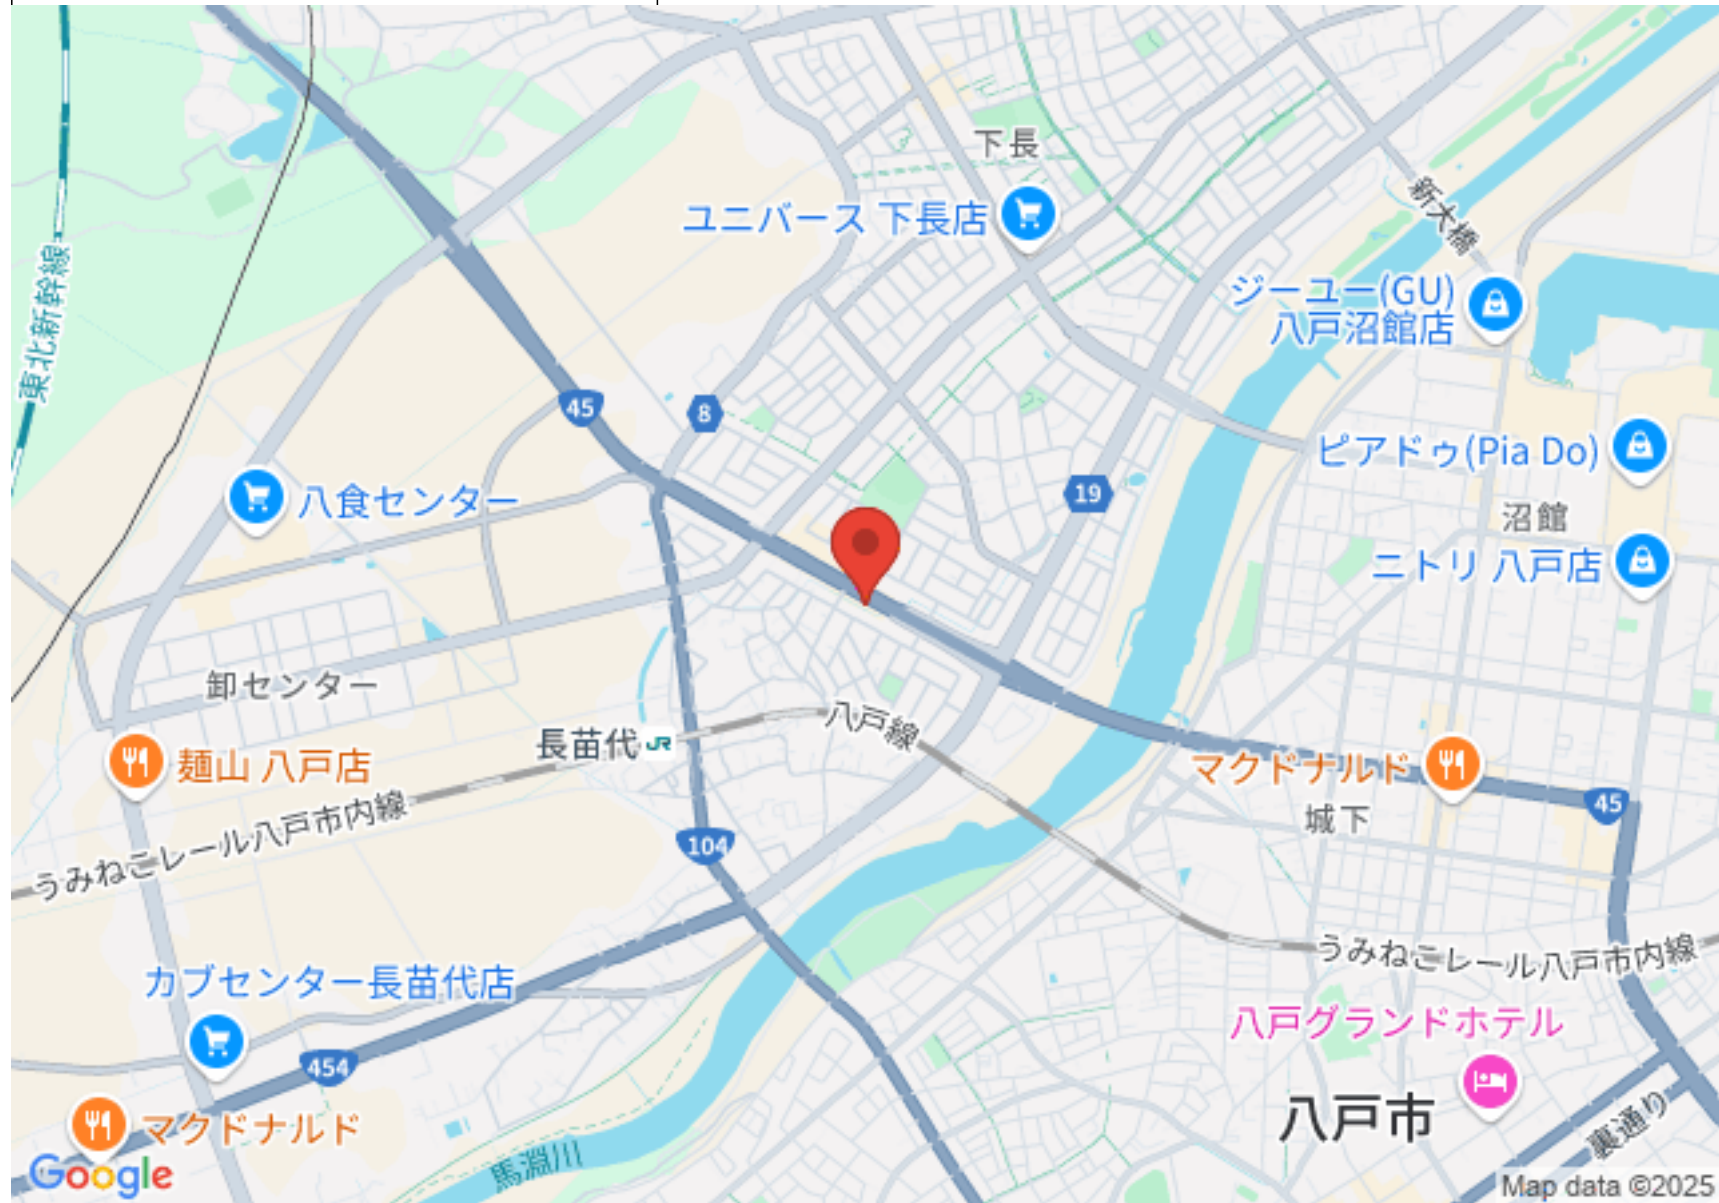 下長
ユニバース 下長店
新大橋
ジーユー(GU)
八戸沼館店
東北新幹線
45
8
ピアドゥ(Pia Do)
八食センター
19
沼館
ニトリ 八戸店
卸センター
八戸線
長苗代 JR
麺山 八戸店
マクドナルド
45
城下
うみねこレール八戸市内線
104
うみねこレール八戸市内線
カブセンター長苗代店
八戸グランドホテル
454
八戸市
裏通り
マクドナルド
馬淵川
Google
Map data ©2025